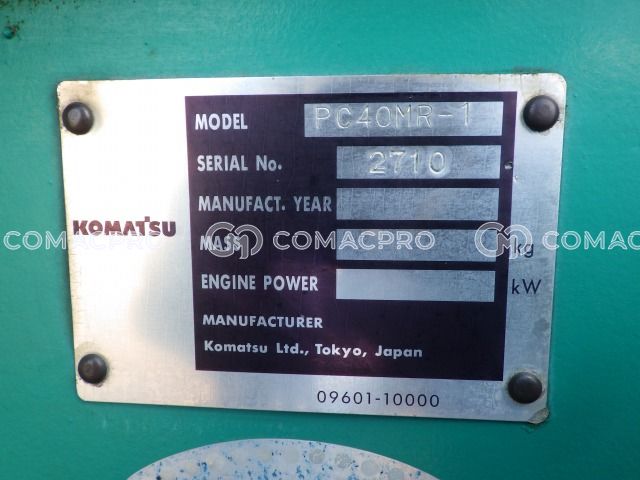 MODEL PC40MR-1
SERIAL No. 2710
MANUFACT. YEAR
KOMATSU
COMACPRO COMACPRO COMACPRO
MASS kg
ENGINE POWER kW
MANUFACTURER
Komatsu Ltd., Tokyo, Japan
09601-10000